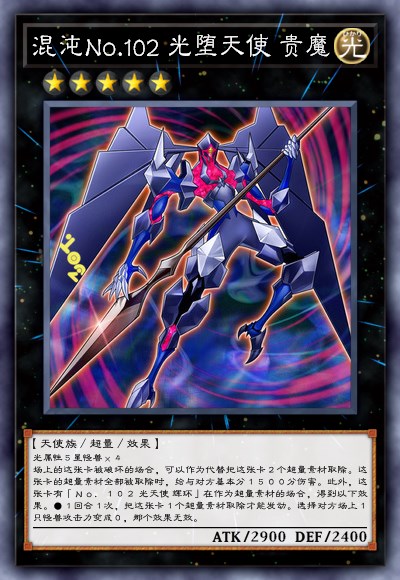 混沌No.102 光堕天使 贵魔
光
ひかり
No.102
【天使族／超量／效果】
光属性5星怪兽×4
场上的这张卡被破坏的场合，可以作为代替把这张卡2个超量素材取除。这
张卡的超量素材全部被取除时，给与对方基本分1500分伤害。此外，这
张卡有「No. 102 光天使 辉环」在作为超量素材的场合，得到以下效
果。●1回合1次，把这张卡1个超量素材取除才能发动。选择对方场上1
只怪兽攻击力变成0，那个效果无效。
ATK/2900 DEF/2400